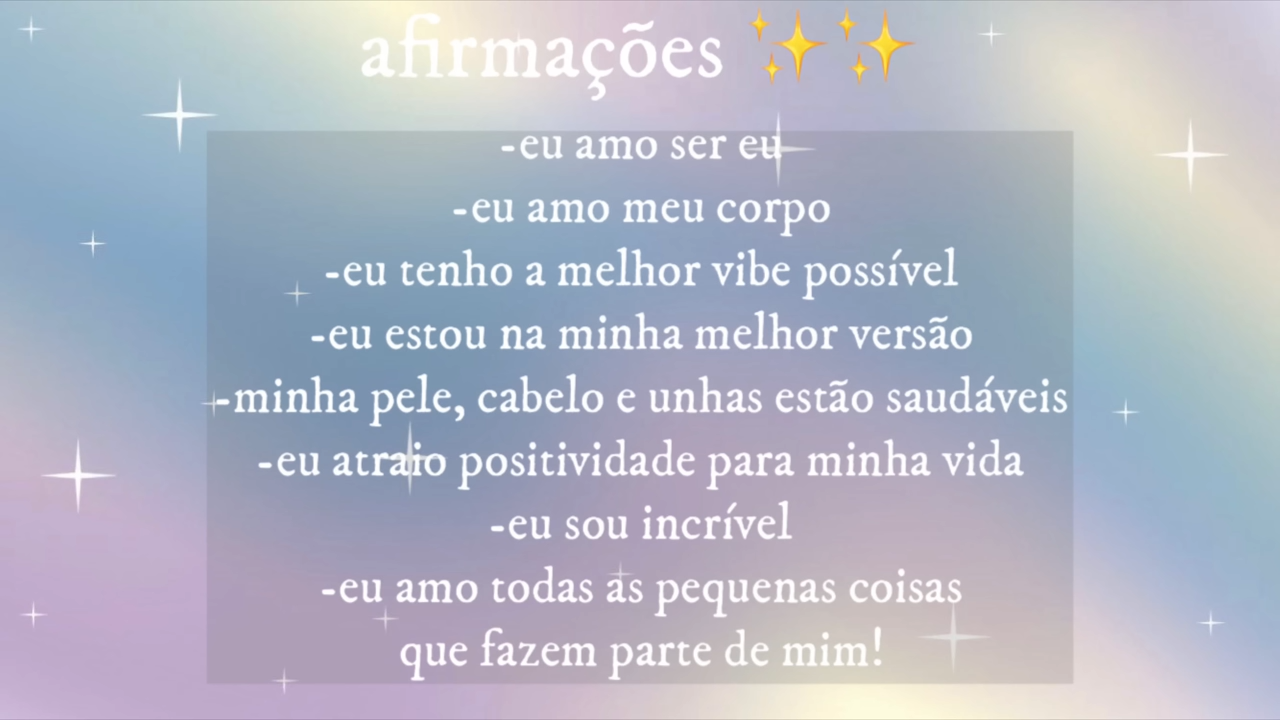 afirmações ✨✨
-eu amo ser eu
-eu amo meu corpo
-eu tenho a melhor vibe possível
-eu estou na minha melhor versão
-minha pele, cabelo e unhas estão saudáveis
-eu atraio positividade para minha vida
-eu sou incrível
-eu amo todas as pequenas coisas
que fazem parte de mim!